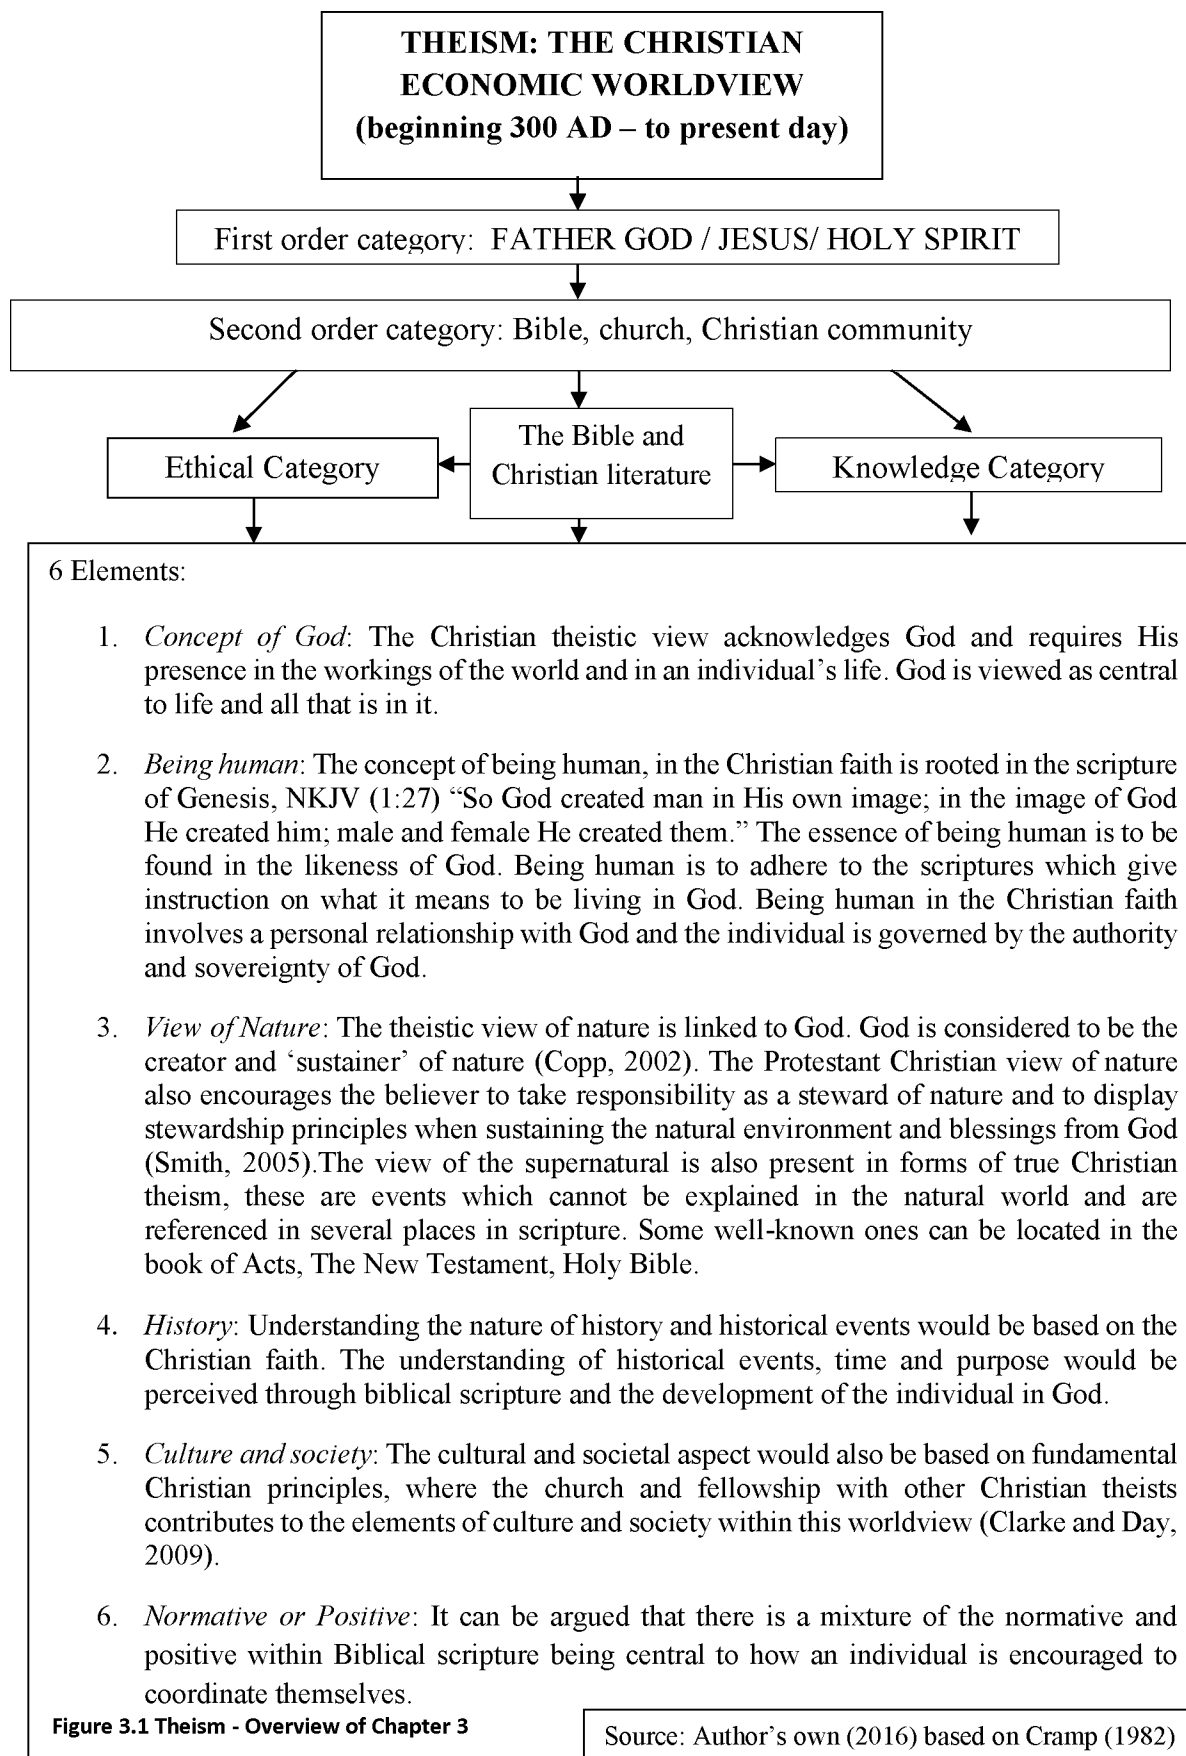 THEISM: THE CHRISTIAN
ECONOMIC WORLDVIEW
(beginning 300 AD – to present day)
First order category:  FATHER GOD / JESUS/ HOLY SPIRIT
Second order category: Bible, church, Christian community
Ethical Category
The Bible and
Christian literature
Knowledge Category
6 Elements:
1. Concept of God: The Christian theistic view acknowledges God and requires His
presence in the workings of the world and in an individual’s life. God is viewed as central
to life and all that is in it.
2. Being human: The concept of being human, in the Christian faith is rooted in the scripture
of Genesis, NKJV (1:27) “So God created man in His own image; in the image of God
He created him; male and female He created them.” The essence of being human is to be
found in the likeness of God. Being human is to adhere to the scriptures which give
instruction on what it means to be living in God. Being human in the Christian faith
involves a personal relationship with God and the individual is governed by the authority
and sovereignty of God.
3. View of Nature: The theistic view of nature is linked to God. God is considered to be the
creator and ‘sustainer’ of nature (Copp, 2002). The Protestant Christian view of nature
also encourages the believer to take responsibility as a steward of nature and to display
stewardship principles when sustaining the natural environment and blessings from God
(Smith, 2005).The view of the supernatural is also present in forms of true Christian
theism, these are events which cannot be explained in the natural world and are
referenced in several places in scripture. Some well-known ones can be located in the
book of Acts, The New Testament, Holy Bible.
4. History: Understanding the nature of history and historical events would be based on the
Christian faith. The understanding of historical events, time and purpose would be
perceived through biblical scripture and the development of the individual in God.
5. Culture and society: The cultural and societal aspect would also be based on fundamental
Christian principles, where the church and fellowship with other Christian theists
contributes to the elements of culture and society within this worldview (Clarke and Day,
2009).
6. Normative or Positive: It can be argued that there is a mixture of the normative and
positive within Biblical scripture being central to how an individual is encouraged to
coordinate themselves.
Figure 3.1 Theism - Overview of Chapter 3
Source: Author’s own (2016) based on Cramp (1982)